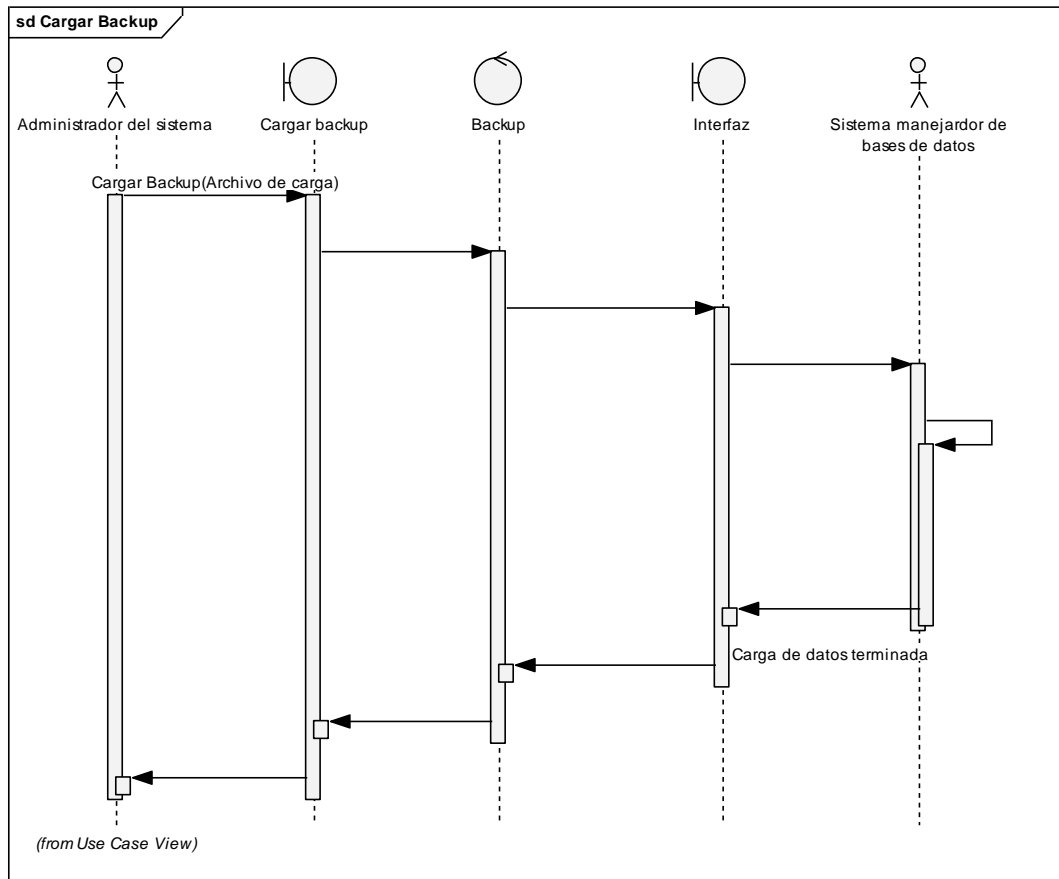 sd Cargar Backup
Administrador del sistema
Cargar backup
Backup
Interfaz
Sistema manejardor de
bases de datos
Cargar Backup(Archivo de carga)
Carga de datos terminada
(from Use Case View)